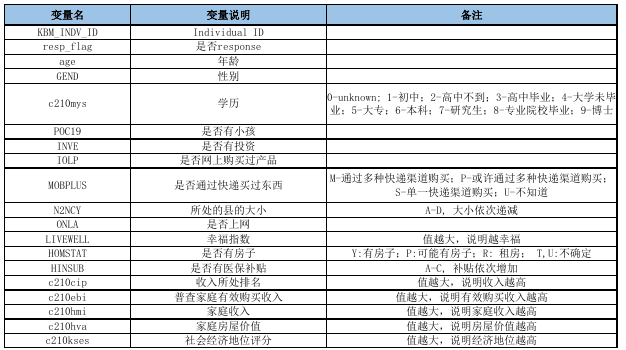 变量名 变量说明 备注
KBM_INDV_ID Individual ID
resp_flag 是否response
age 年龄
GEND 性别
c210mys 学历 0-unknown; 1-初中; 2-高中不到; 3-高中毕业; 4-大学未毕
业; 5-大专; 6-本科; 7-研究生; 8-专业院校毕业; 9-博士
POC19 是否有小孩
INVE 是否有投资
IOLP 是否网上购买过产品
MOBPLUS 是否通过快递买过东西 M-通过多种快递渠道购买; P-或许通过多种快递渠道购买;
S-单一快递渠道购买; U-不知道
N2NCY 所处的县的大小 A-D, 大小依次递减
ONLA 是否上网
LIVEWELL 幸福指数 值越大, 说明越幸福
HOMSTAT 是否有房子 Y:有房子; P:可能有房子; R: 租房; T,U:不确定
HINSUB 是否有医保补贴 A-C, 补贴依次增加
c210cip 收入所处排名 值越大, 说明收入越高
c210ebi 普查家庭有效购买收入 值越大, 说明有效购买收入越高
c210hmi 家庭收入 值越大, 说明家庭收入越高
c210hva 家庭房屋价值 值越大, 说明房屋价值越高
c210kses 社会经济地位评分 值越大, 说明经济地位越高